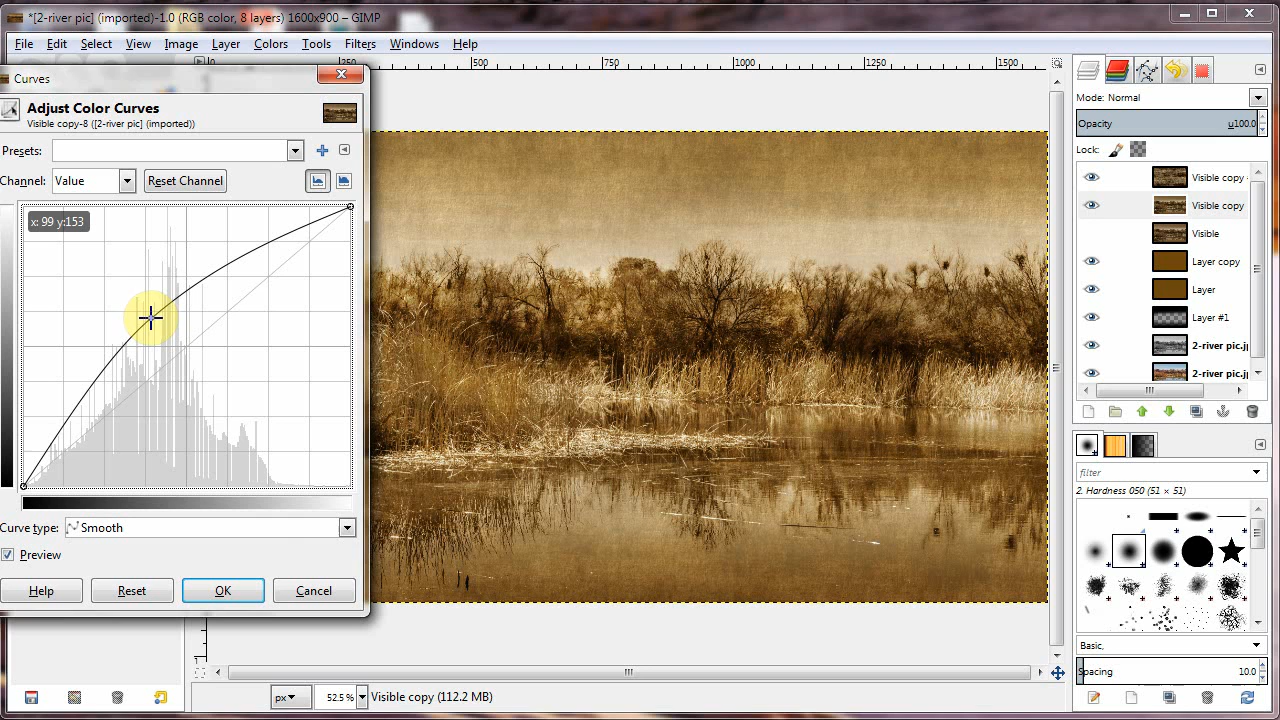 *[2-river pic] (imported)-1.0 (RGB color, 8 layers) 1600x900 – GIMP
File Edit Select View Image Layer Colors Tools Filters Windows Help
0 250 500 750 1000 1250 1500
Curves
Adjust Color Curves
Visible copy-8 ([2-river pic] (imported))
Presets:
Channel: Value Reset Channel
x: 99 y:153
Curve type: Smooth
Preview
Help Reset OK Cancel
px 52.5 % Visible copy (112.2 MB)
Mode: Normal
Opacity 100.0
Lock:
Visible copy
Visible copy
Visible
Layer copy
Layer
Layer #1
2-river pic.jp
2-river pic.jp
filter
2. Hardness 050 (51 × 51)
Basic,
Spacing 10.0